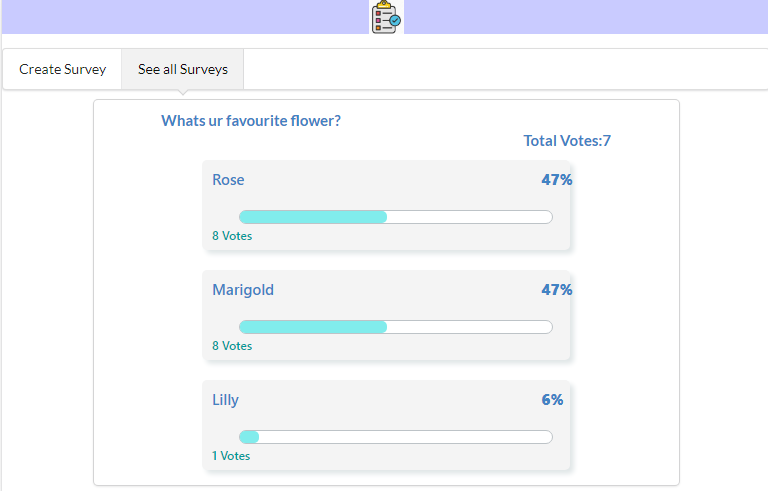 Create Survey
See all Surveys
Whats ur favourite flower?
Total Votes:7
Rose
47%
8 Votes
Marigold
47%
8 Votes
Lilly
6%
1 Votes